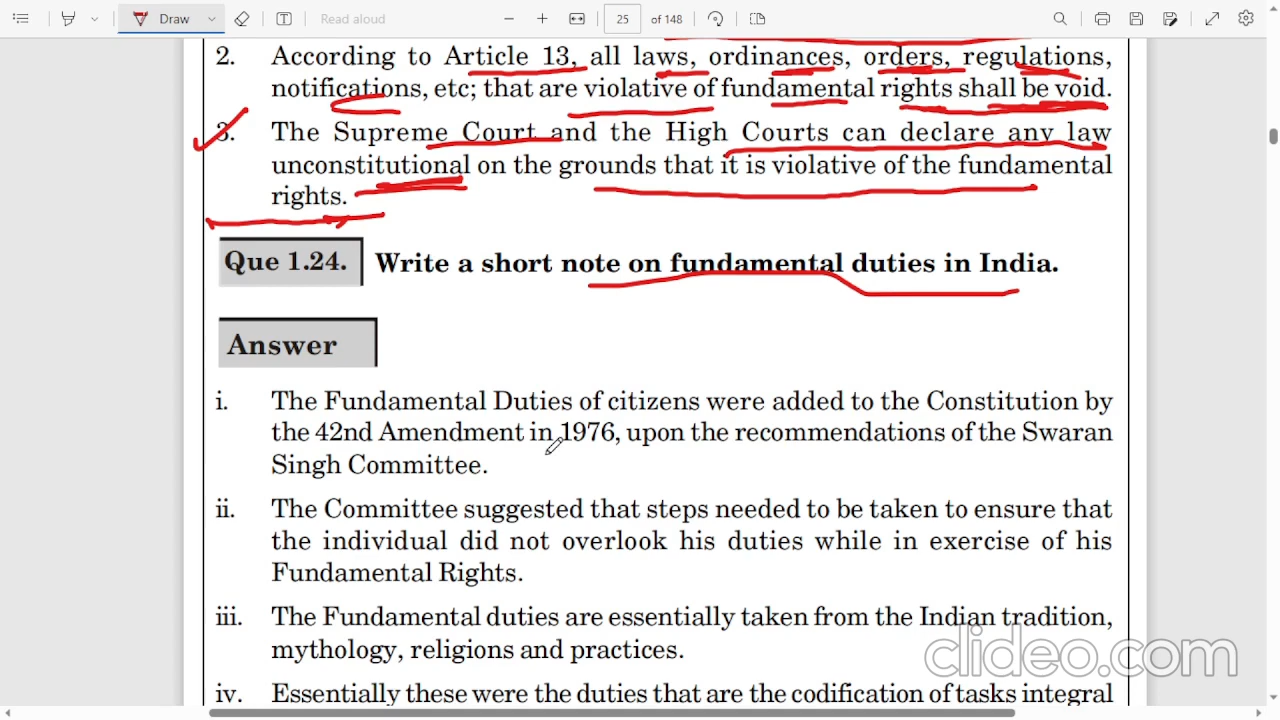 Draw
Read aloud
25 of 148
2. According to Article 13, all laws, ordinances, orders, regulations,
notifications, etc; that are violative of fundamental rights shall be void.
3. The Supreme Court and the High Courts can declare any law
unconstitutional on the grounds that it is violative of the fundamental
rights.
Que 1.24. Write a short note on fundamental duties in India.
Answer
i. The Fundamental Duties of citizens were added to the Constitution by
the 42nd Amendment in 1976, upon the recommendations of the Swaran
Singh Committee.
ii. The Committee suggested that steps needed to be taken to ensure that
the individual did not overlook his duties while in exercise of his
Fundamental Rights.
iii. The Fundamental duties are essentially taken from the Indian tradition,
mythology, religions and practices.
iv. Essentially these were the duties that are the codification of tasks integral
clideo.com